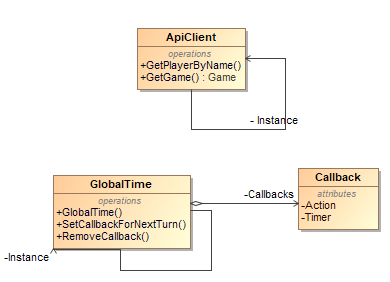 ApiClient
operations
+GetPlayerByName()
+GetGame() : Game
- Instance
GlobalTime
operations
+GlobalTime()
+SetCallbackForNextTurn()
+RemoveCallback()
-Instance
-Callbacks
Callback
attributes
-Action
-Timer